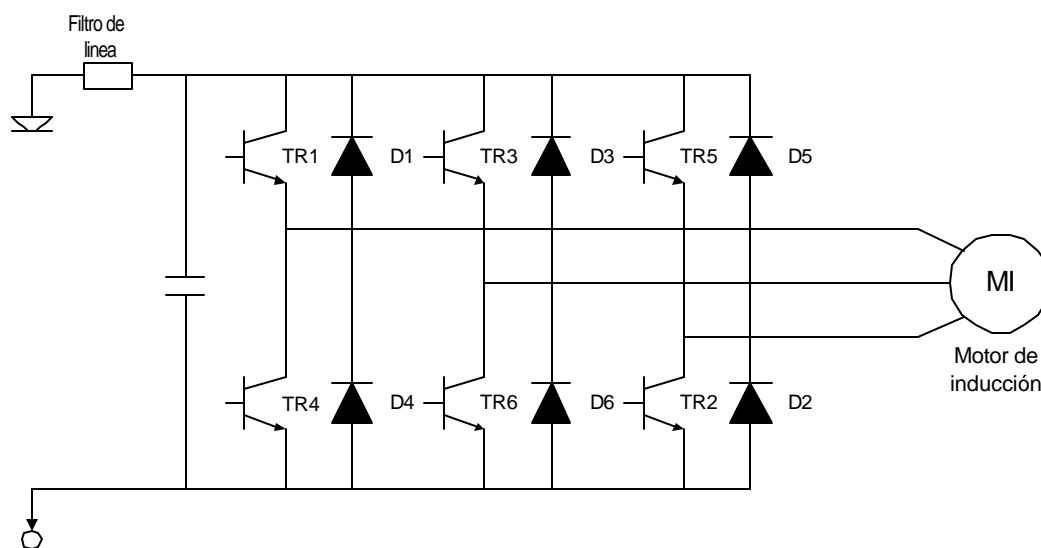 Filtro de
linea
TR1
D1
TR3
D3
TR5
D5
MI
Motor de
inducción
TR4
D4
TR6
D6
TR2
D2